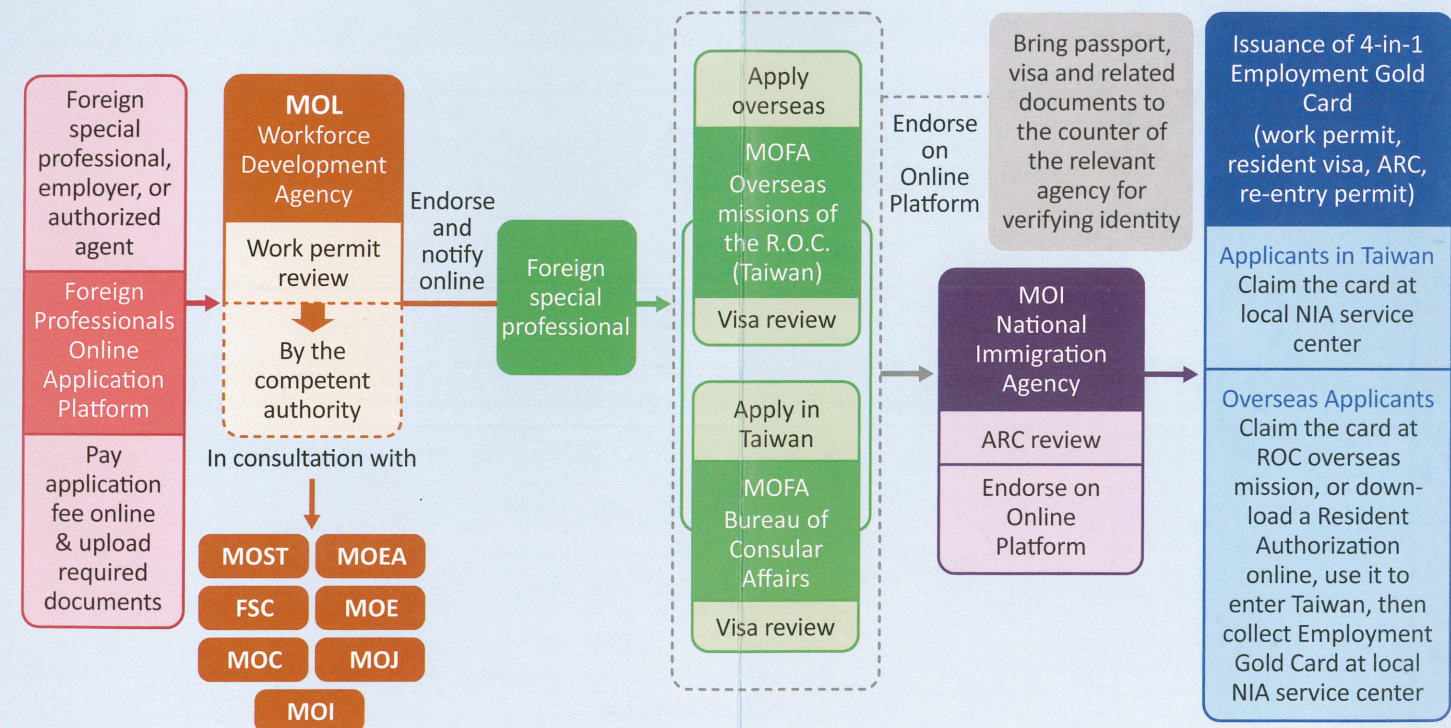 Foreign
special
professional,
employer, or
authorized
agent
Foreign
Professionals
Online
Application
Platform
Pay
application
fee online
& upload
required
documents
MOL
Workforce
Development
Agency
Work permit
review
By the
competent
authority
In consultation with
MOST
MOEA
FSC
MOE
MOC
MOJ
MOI
Endorse
and
notify
online
Foreign
special
professional
Apply
overseas
MOFA
Overseas
missions of
the R.O.C.
(Taiwan)
Visa review
Apply in
Taiwan
MOFA
Bureau of
Consular
Affairs
Visa review
Endorse
on
Online
Platform
Bring passport,
visa and related
documents to
the counter of
the relevant
agency for
verifying identity
MOI
National
Immigration
Agency
ARC review
Endorse on
Online
Platform
Issuance of 4-in-1
Employment Gold
Card
(work permit,
resident visa, ARC,
re-entry permit)
Applicants in Taiwan
Claim the card at
local NIA service
center
Overseas Applicants
Claim the card at
ROC overseas
mission, or down-
load a Resident
Authorization
online, use it to
enter Taiwan, then
collect Employment
Gold Card at local
NIA service center